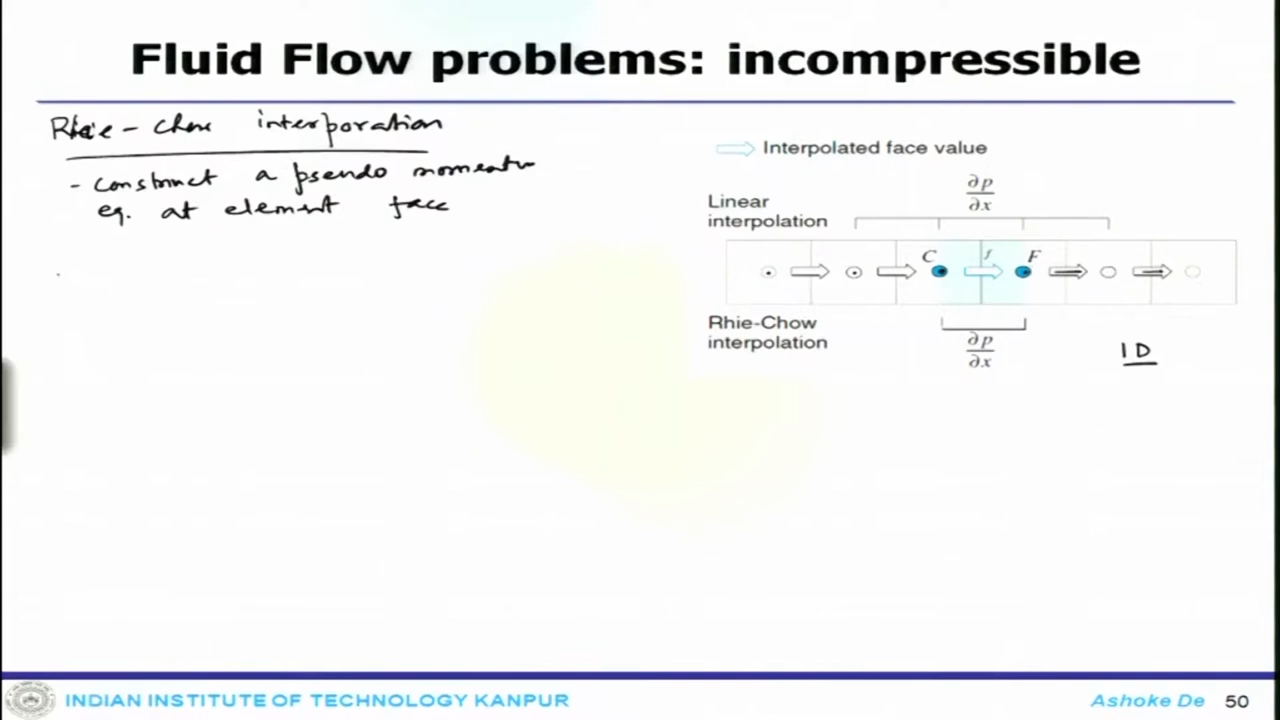 Fluid Flow problems: incompressible
Rhie-Chow interporation
- construct a pseudo momentum
eq. at element face
Interpolated face value
∂p
∂x
Linear
interpolation
C f F
Rhie-Chow
interpolation
∂p
∂x
1D
INDIAN INSTITUTE OF TECHNOLOGY KANPUR
Ashoke De 50